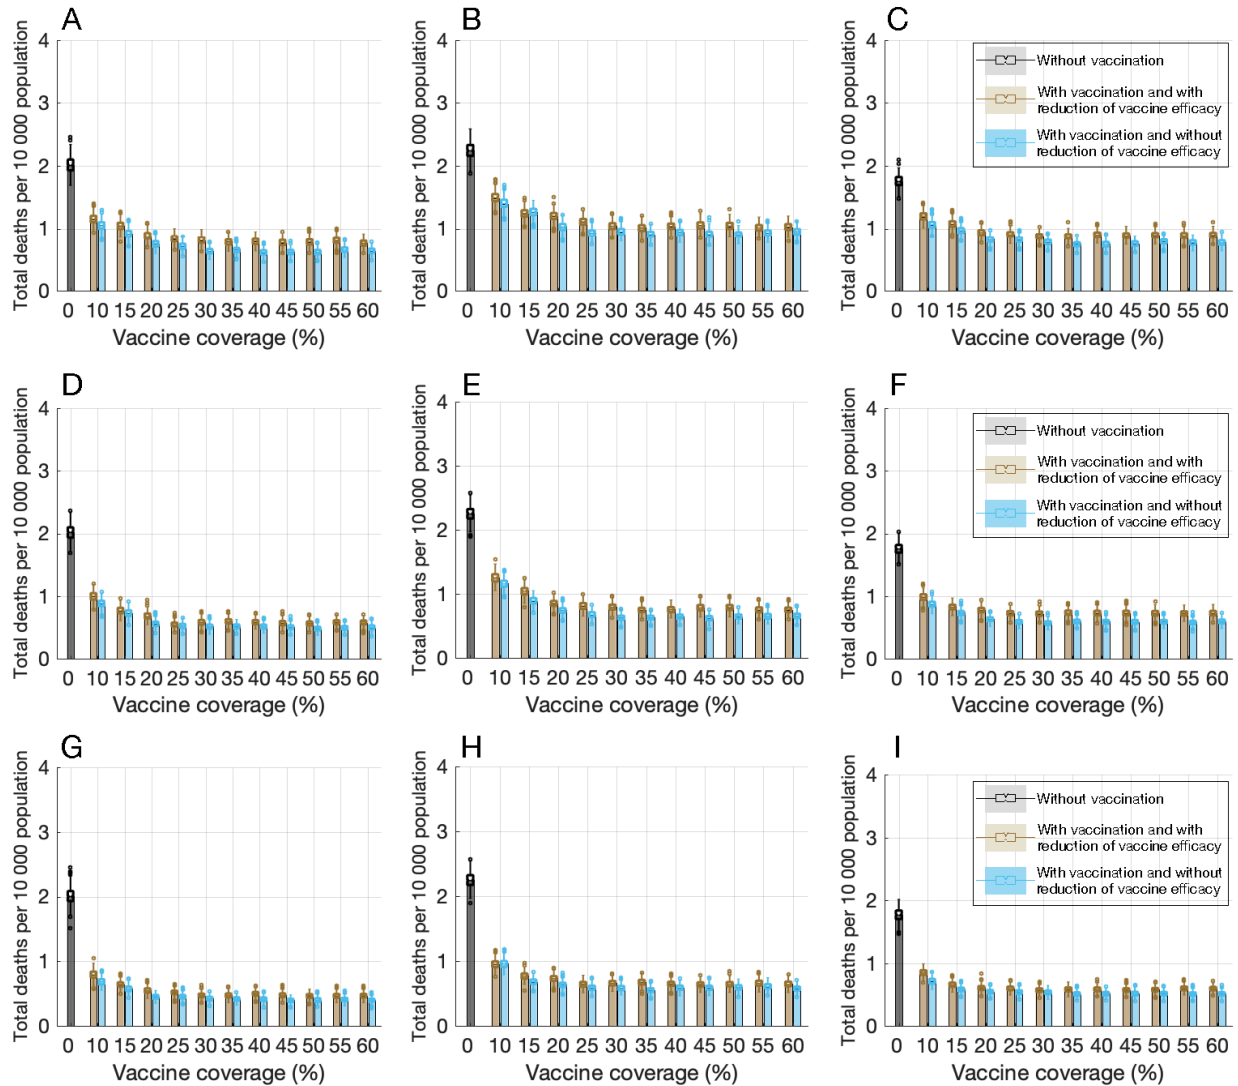 A
B
C
Total deaths per 10 000 population
4
3
2
1
0
0 10 15 20 25 30 35 40 45 50 55 60
Vaccine coverage (%)
Total deaths per 10 000 population
4
3
2
1
0
0 10 15 20 25 30 35 40 45 50 55 60
Vaccine coverage (%)
Total deaths per 10 000 population
4
3
2
1
0
Without vaccination
With vaccination and with
reduction of vaccine efficacy
With vaccination and without
reduction of vaccine efficacy
0 10 15 20 25 30 35 40 45 50 55 60
Vaccine coverage (%)
D
E
F
Total deaths per 10 000 population
4
3
2
1
0
0 10 15 20 25 30 35 40 45 50 55 60
Vaccine coverage (%)
Total deaths per 10 000 population
4
3
2
1
0
0 10 15 20 25 30 35 40 45 50 55 60
Vaccine coverage (%)
Total deaths per 10 000 population
4
3
2
1
0
Without vaccination
With vaccination and with
reduction of vaccine efficacy
With vaccination and without
reduction of vaccine efficacy
0 10 15 20 25 30 35 40 45 50 55 60
Vaccine coverage (%)
G
H
I
Total deaths per 10 000 population
4
3
2
1
0
0 10 15 20 25 30 35 40 45 50 55 60
Vaccine coverage (%)
Total deaths per 10 000 population
4
3
2
1
0
0 10 15 20 25 30 35 40 45 50 55 60
Vaccine coverage (%)
Total deaths per 10 000 population
4
3
2
1
0
Without vaccination
With vaccination and with
reduction of vaccine efficacy
With vaccination and without
reduction of vaccine efficacy
0 10 15 20 25 30 35 40 45 50 55 60
Vaccine coverage (%)